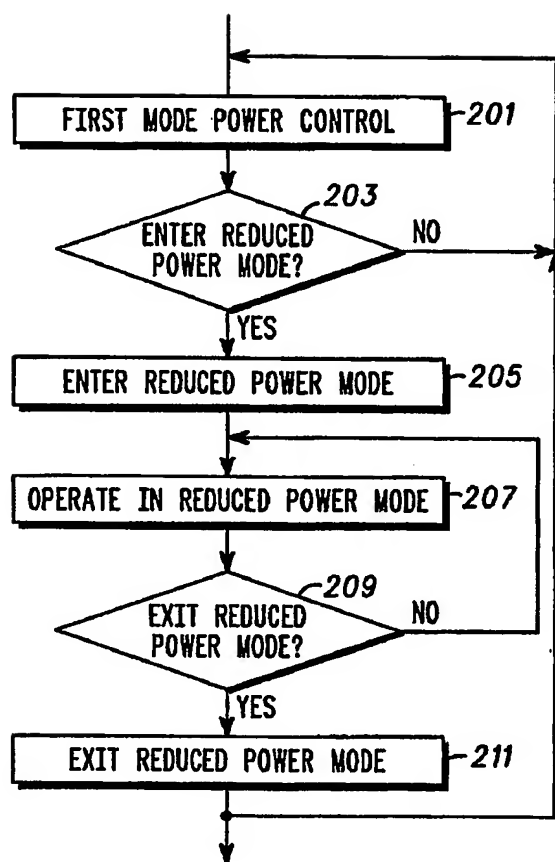 FIRST MODE POWER CONTROL
201
203
ENTER REDUCED
POWER MODE?
NO
YES
ENTER REDUCED POWER MODE
205
OPERATE IN REDUCED POWER MODE
207
209
EXIT REDUCED
POWER MODE?
NO
YES
EXIT REDUCED POWER MODE
211